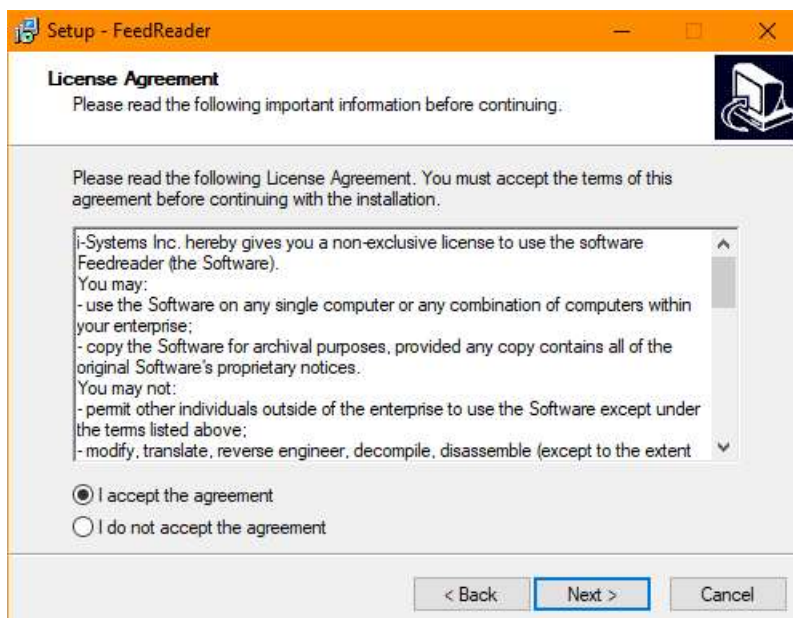 Setup - FeedReader
License Agreement
Please read the following important information before continuing.
Please read the following License Agreement. You must accept the terms of this
agreement before continuing with the installation.
i-Systems Inc. hereby gives you a non-exclusive license to use the software
Feedreader (the Software).
You may:
- use the Software on any single computer or any combination of computers within
your enterprise;
- copy the Software for archival purposes, provided any copy contains all of the
original Software's proprietary notices.
You may not:
- permit other individuals outside of the enterprise to use the Software except under
the terms listed above;
- modify, translate, reverse engineer, decompile, disassemble (except to the extent
I accept the agreement
I do not accept the agreement
< Back
Next >
Cancel